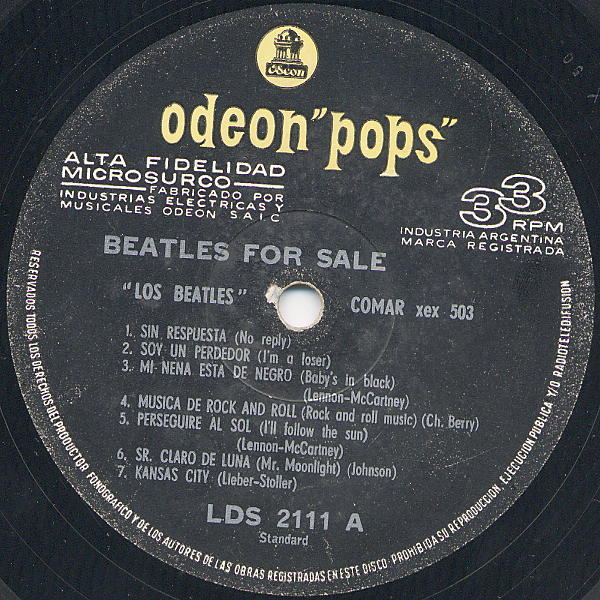 Odeon
odeon "pops"
ALTA FIDELIDAD
MICROSURCO
FABRICADO POR
INDUSTRIAS ELECTRICAS Y
MUSICALES ODEON S A I C
33 RPM
INDUSTRIA ARGENTINA
MARCA REGISTRADA
BEATLES FOR SALE
"LOS BEATLES"
COMAR xex 503
1. SIN RESPUESTA (No reply)
2. SOY UN PERDEDOR (I'm a loser)
3. MI NENA ESTA DE NEGRO (Baby's in black)
(Lennon-McCartney)
4. MUSICA DE ROCK AND ROLL (Rock and roll music) (Ch. Berry)
5. PERSEGUIRE AL SOL (I'll follow the sun)
(Lennon-McCartney)
6. SR. CLARO DE LUNA (Mr. Moonlight) (Johnson)
7. KANSAS CITY (Lieber-Stoller)
LDS 2111 A
Standard
RESERVADOS TODOS LOS DERECHOS DEL PRODUCTOR FONOGRAFICO Y DE LOS AUTORES DE LAS OBRAS REGISTRADAS EN ESTE DISCO: PROHIBIDA SU REPRODUCCION, EJECUCION PUBLICA Y/O RADIOTELEDIFUSION